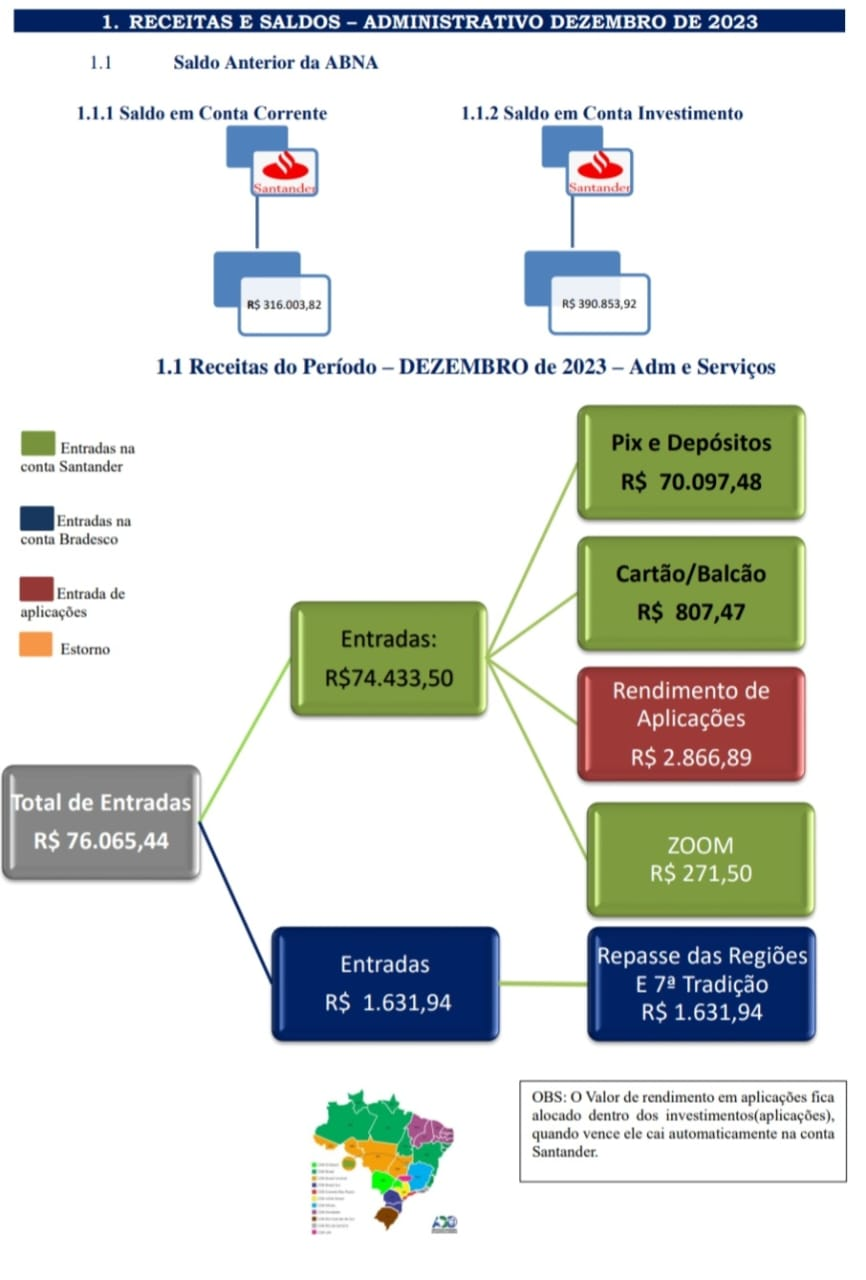 1. RECEITAS E SALDOS – ADMINISTRATIVO DEZEMBRO DE 2023
1.1 Saldo Anterior da ABNA
1.1.1 Saldo em Conta Corrente
1.1.2 Saldo em Conta Investimento
Santander
Santander
R$ 316.003,82
R$ 390.853,92
1.1 Receitas do Período – DEZEMBRO de 2023 – Adm e Serviços
Entradas na
conta Santander
Entradas na
conta Bradesco
Entrada de
aplicações
Estorno
Pix e Depósitos
R$ 70.097,48
Cartão/Balcão
R$ 807,47
Entradas:
R$74.433,50
Rendimento de
Aplicações
R$ 2.866,89
Total de Entradas
R$ 76.065,44
ZOOM
R$ 271,50
Entradas
R$ 1.631,94
Repasse das Regiões
E 7ª Tradição
R$ 1.631,94
OBS: O Valor de rendimento em aplicações fica
alocado dentro dos investimentos(aplicações),
quando vence ele cai automaticamente na conta
Santander.